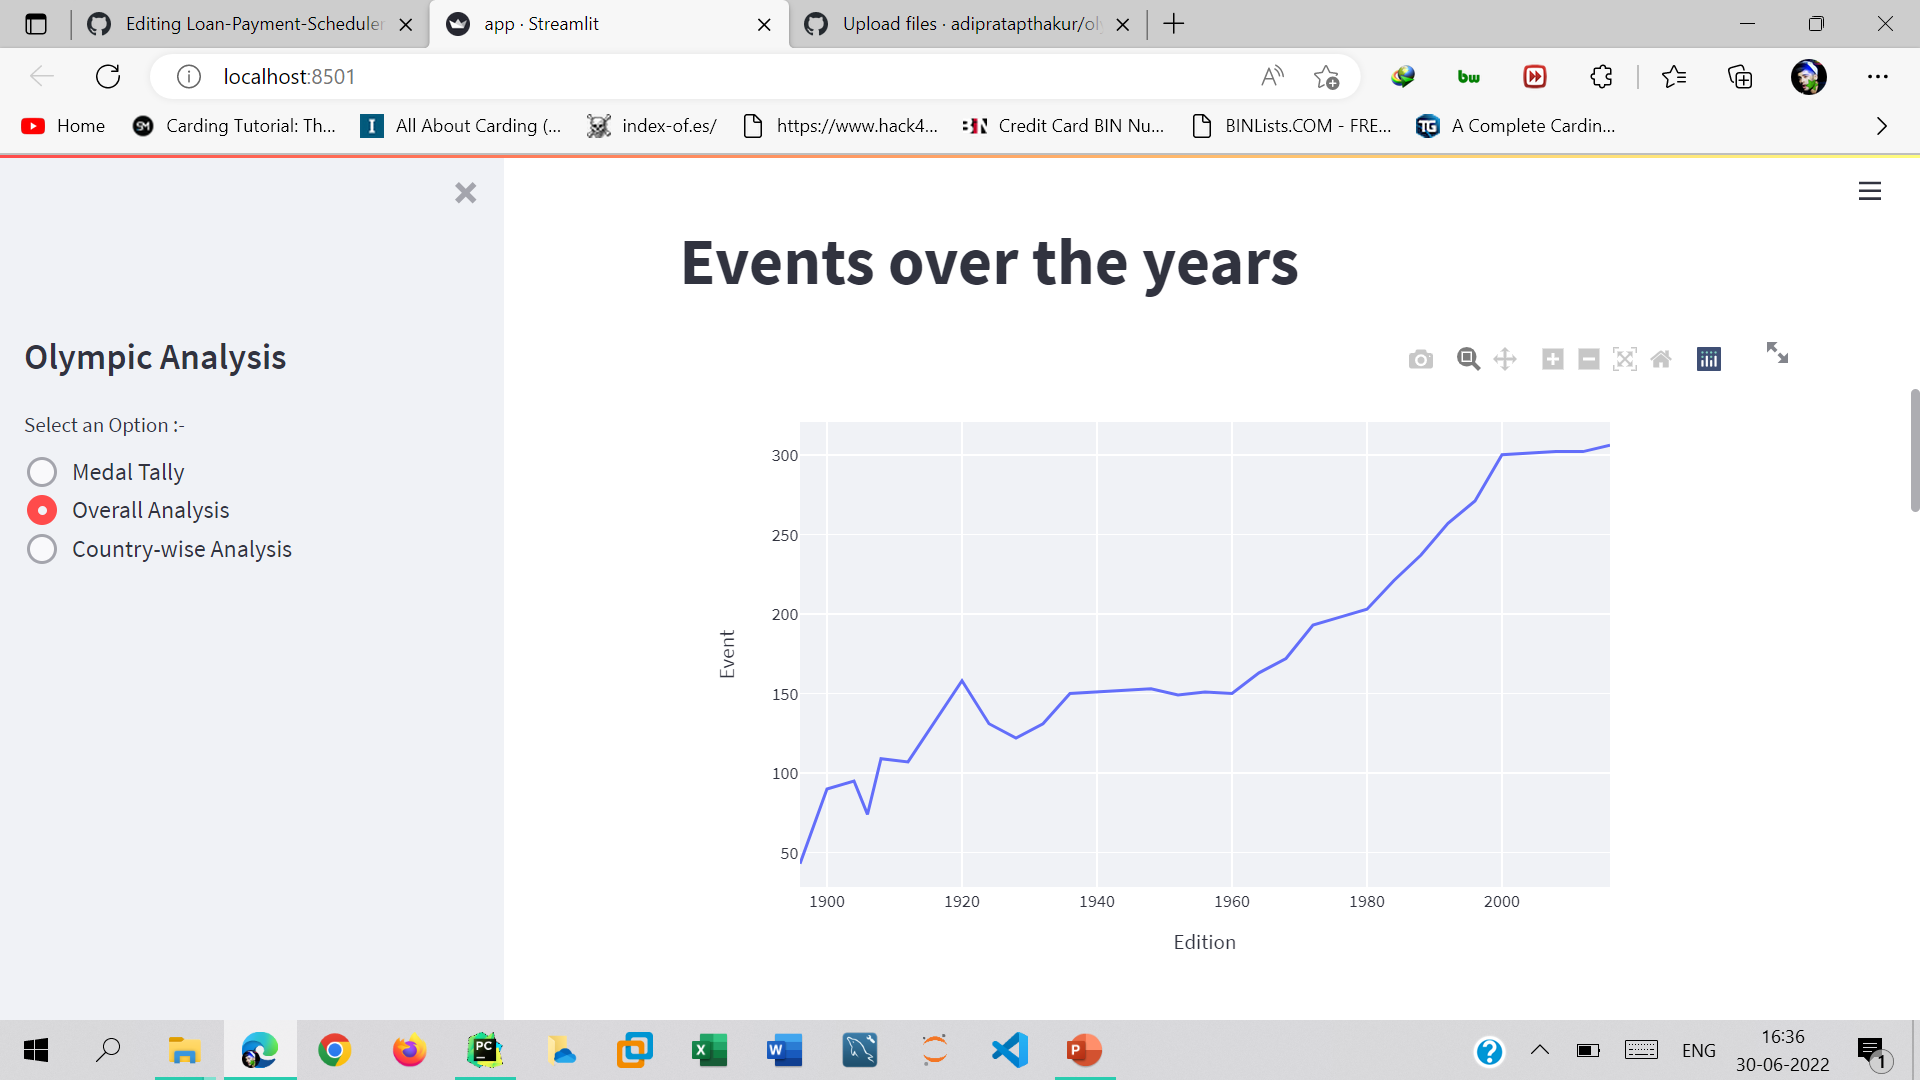 Editing Loan-Payment-Scheduler
app · Streamlit
Upload files · adipratapthakur/oly
localhost:8501
Home
Carding Tutorial: Th...
All About Carding (...
index-of.es/
https://www.hack4...
Credit Card BIN Nu...
BINLists.COM - FRE...
A Complete Cardin...
Events over the years
Olympic Analysis
Select an Option :-
Medal Tally
Overall Analysis
Country-wise Analysis
300
250
200
150
100
50
Event
1900 1920 1940 1960 1980 2000
Edition
ENG
16:36
30-06-2022
1